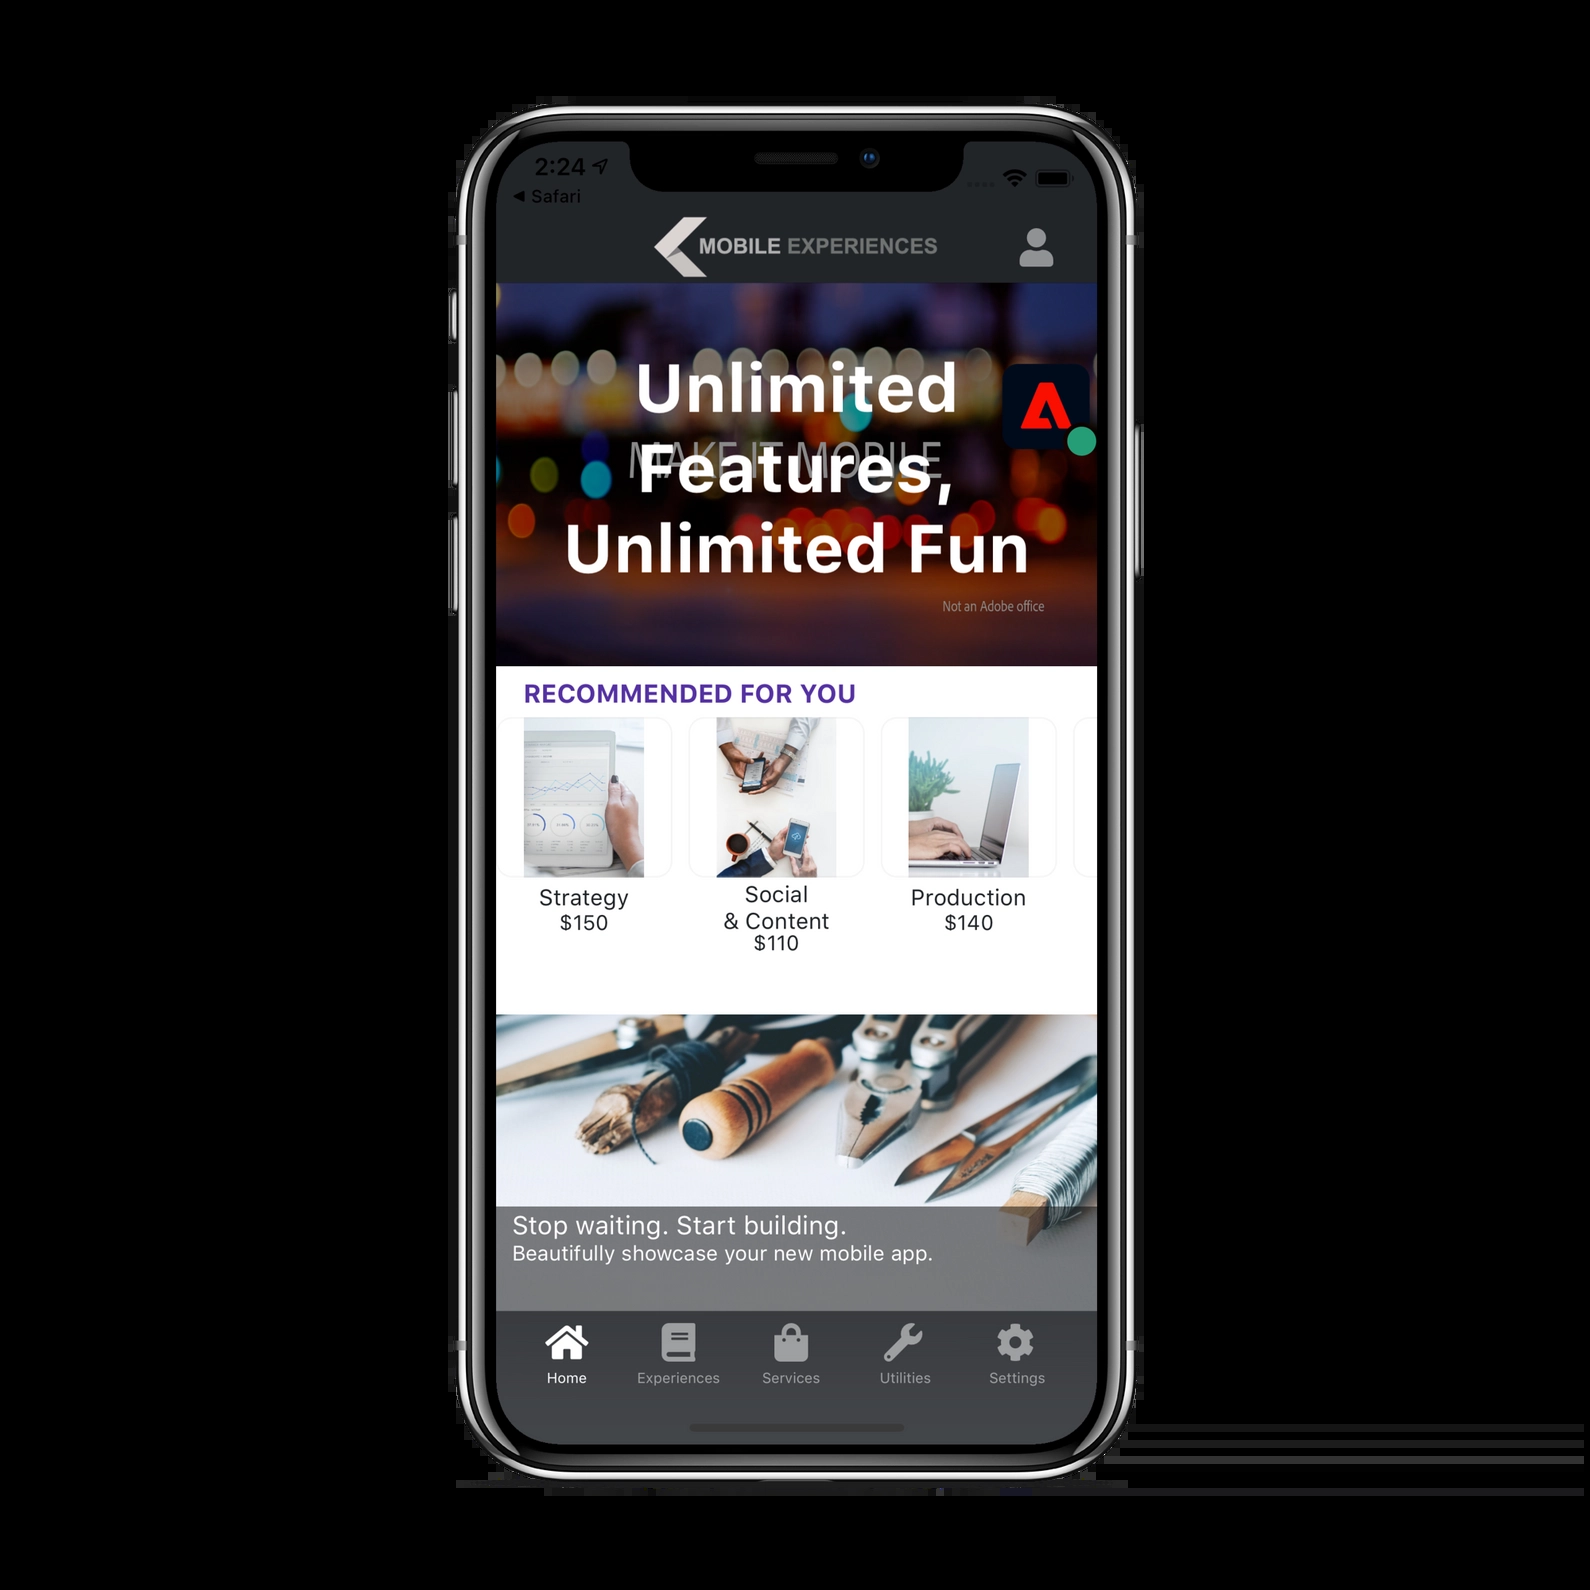 2:24
◀ Safari
MOBILE EXPERIENCES
Unlimited
MAKE IT MOBILE
Features,
Unlimited Fun
Not an Adobe office
RECOMMENDED FOR YOU
Strategy
$150
Social
& Content
$110
Production
$140
Stop waiting. Start building.
Beautifully showcase your new mobile app.
Home Experiences Services Utilities Settings